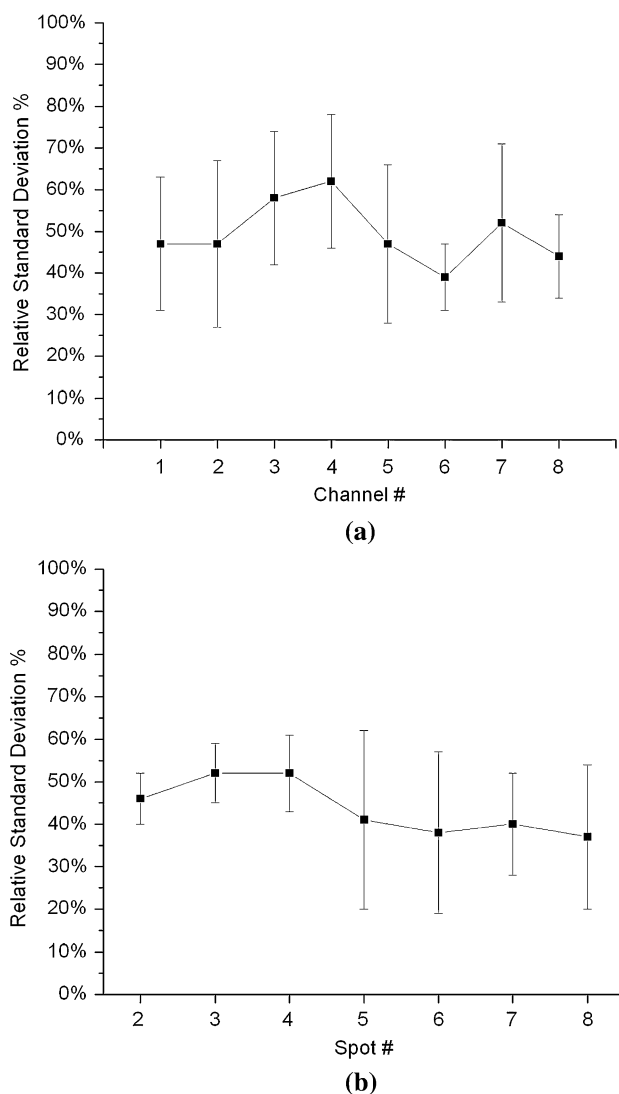 100%
90%
80%
70%
60%
50%
40%
30%
20%
10%
0%
Relative Standard Deviation %
1 2 3 4 5 6 7 8
Channel #
(a)
100%
90%
80%
70%
60%
50%
40%
30%
20%
10%
0%
Relative Standard Deviation %
2 3 4 5 6 7 8
Spot #
(b)